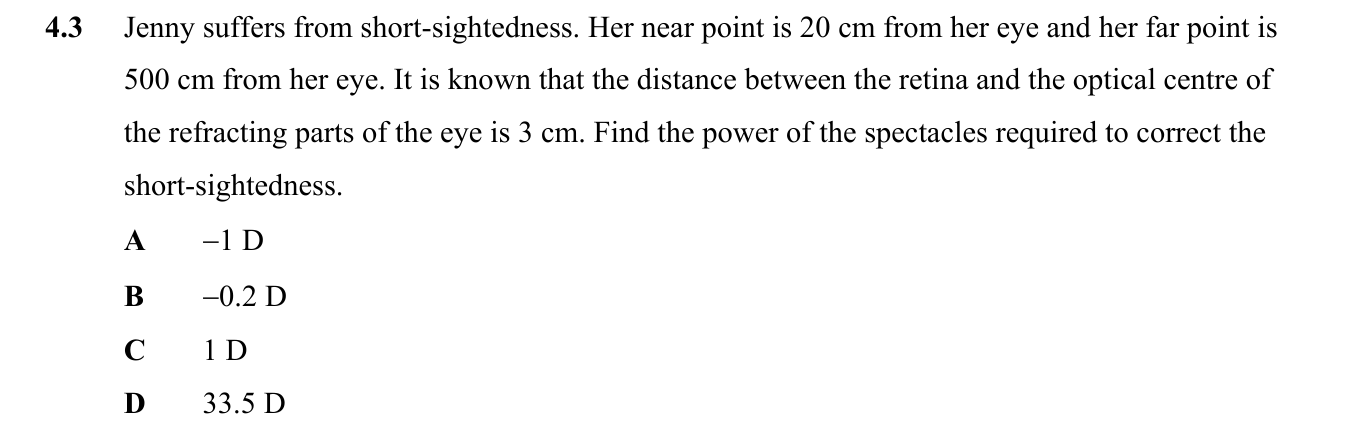 4.3 Jenny suffers from short-sightedness. Her near point is 20 cm from her eye and her far point is
500 cm from her eye. It is known that the distance between the retina and the optical centre of
the refracting parts of the eye is 3 cm. Find the power of the spectacles required to correct the
short-sightedness.
A −1 D
B −0.2 D
C 1 D
D 33.5 D